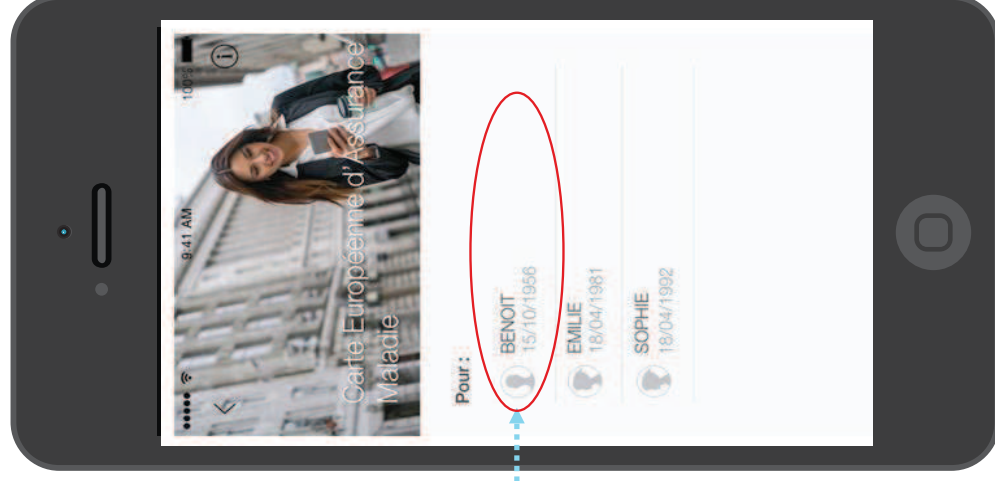 9:41 AM
100%
Carte Européenne d' Assurance
Maladie
Pour :
BENOIT
15/10/1956
EMILIE
18/04/1981
SOPHIE
18/04/1992